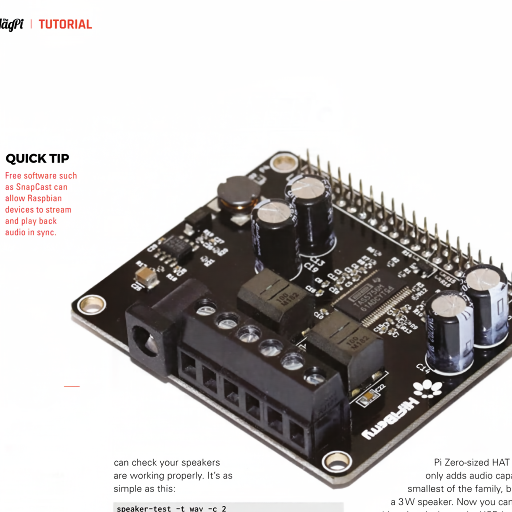 TUTORIAL
QUICK TIP
Free software such
as SnapCast can
allow Raspbian
devices to stream
and play back
audio in sync.
HiFiBerry
can check your speakers
are working properly. It's as
simple as this:
speaker-test -t wav -c 2
Pi Zero-sized HAT
only adds audio capa
smallest of the family, b
a 3W speaker. Now you can